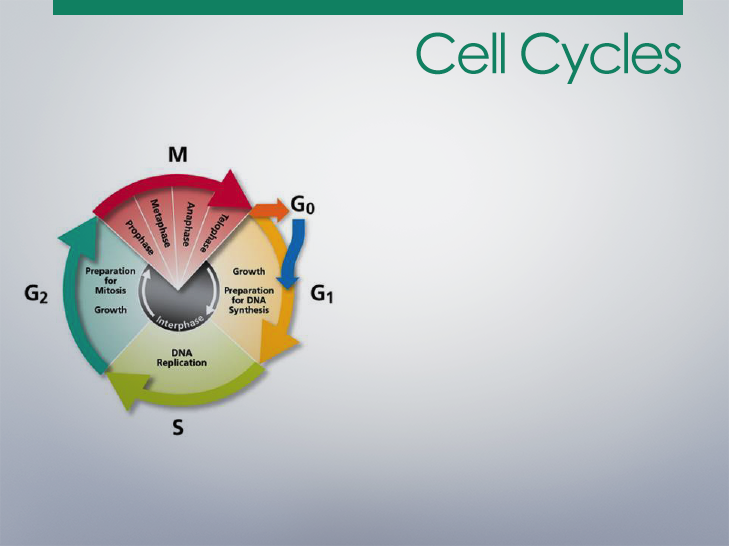 Cell Cycles
M
G0
Prophase
Metaphase
Anaphase
Telophase
Preparation
for
Mitosis
Growth
G2
Growth
Preparation
for DNA
Synthesis
G1
Interphase
DNA
Replication
S